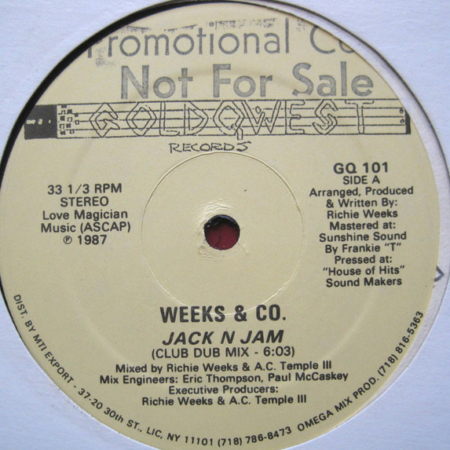 Promotional Co
Not For Sale
GOLDQWEST
RECORDS
33 1/3 RPM
STEREO
Love Magician
Music (ASCAP)
℗ 1987
GQ 101
SIDE A
Arranged, Produced
& Written By:
Richie Weeks
Mastered at:
Sunshine Sound
By Frankie "T"
Pressed at:
"House of Hits"
Sound Makers
WEEKS & CO.
JACK N JAM
(CLUB DUB MIX - 6:03)
Mixed by Richie Weeks & A.C. Temple III
Mix Engineers: Eric Thompson, Paul McCaskey
Executive Producers:
Richie Weeks & A.C. Temple III
DIST. BY MTI EXPORT - 37-20 30th ST., LIC, NY 11101 (718) 786-8473 OMEGA MIX PROD. (718) 816-5363